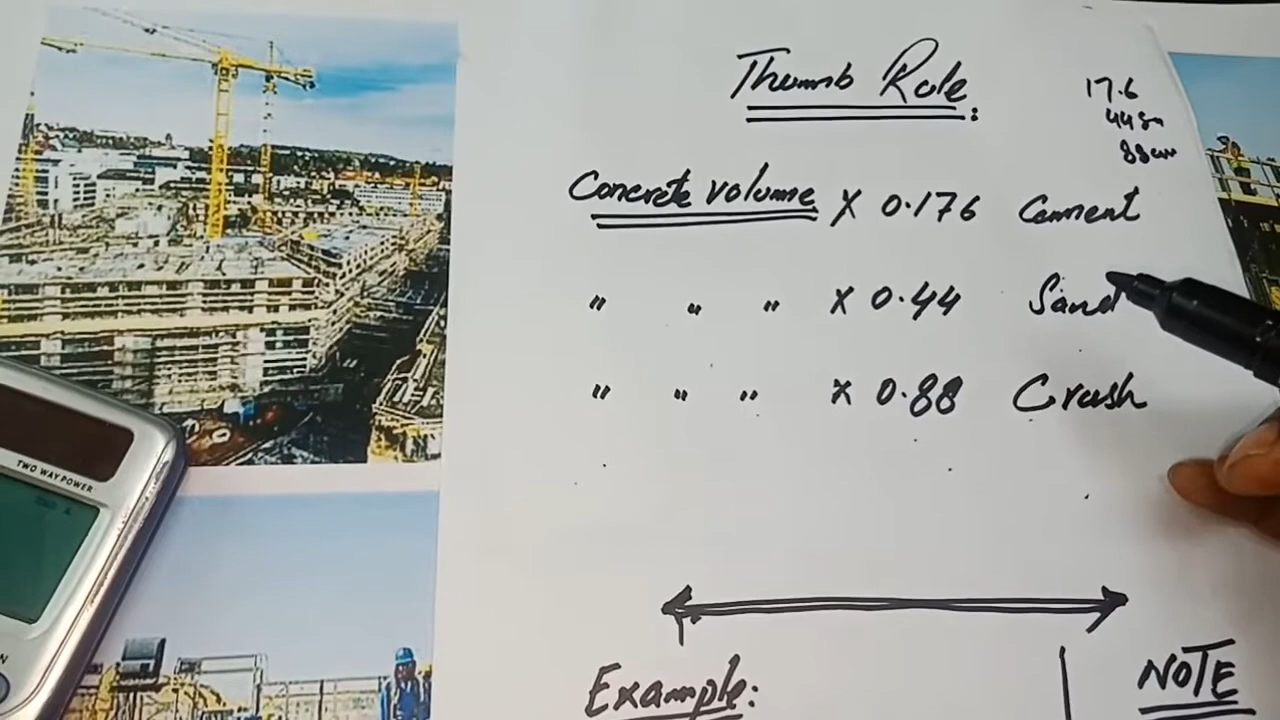 Thumb Rule:
17.6
44
88
Concrete volume X 0.176 Cement
" " " X 0.44 Sand
" " " X 0.88 Crush
TWO WAY POWER
Example:
NOTE